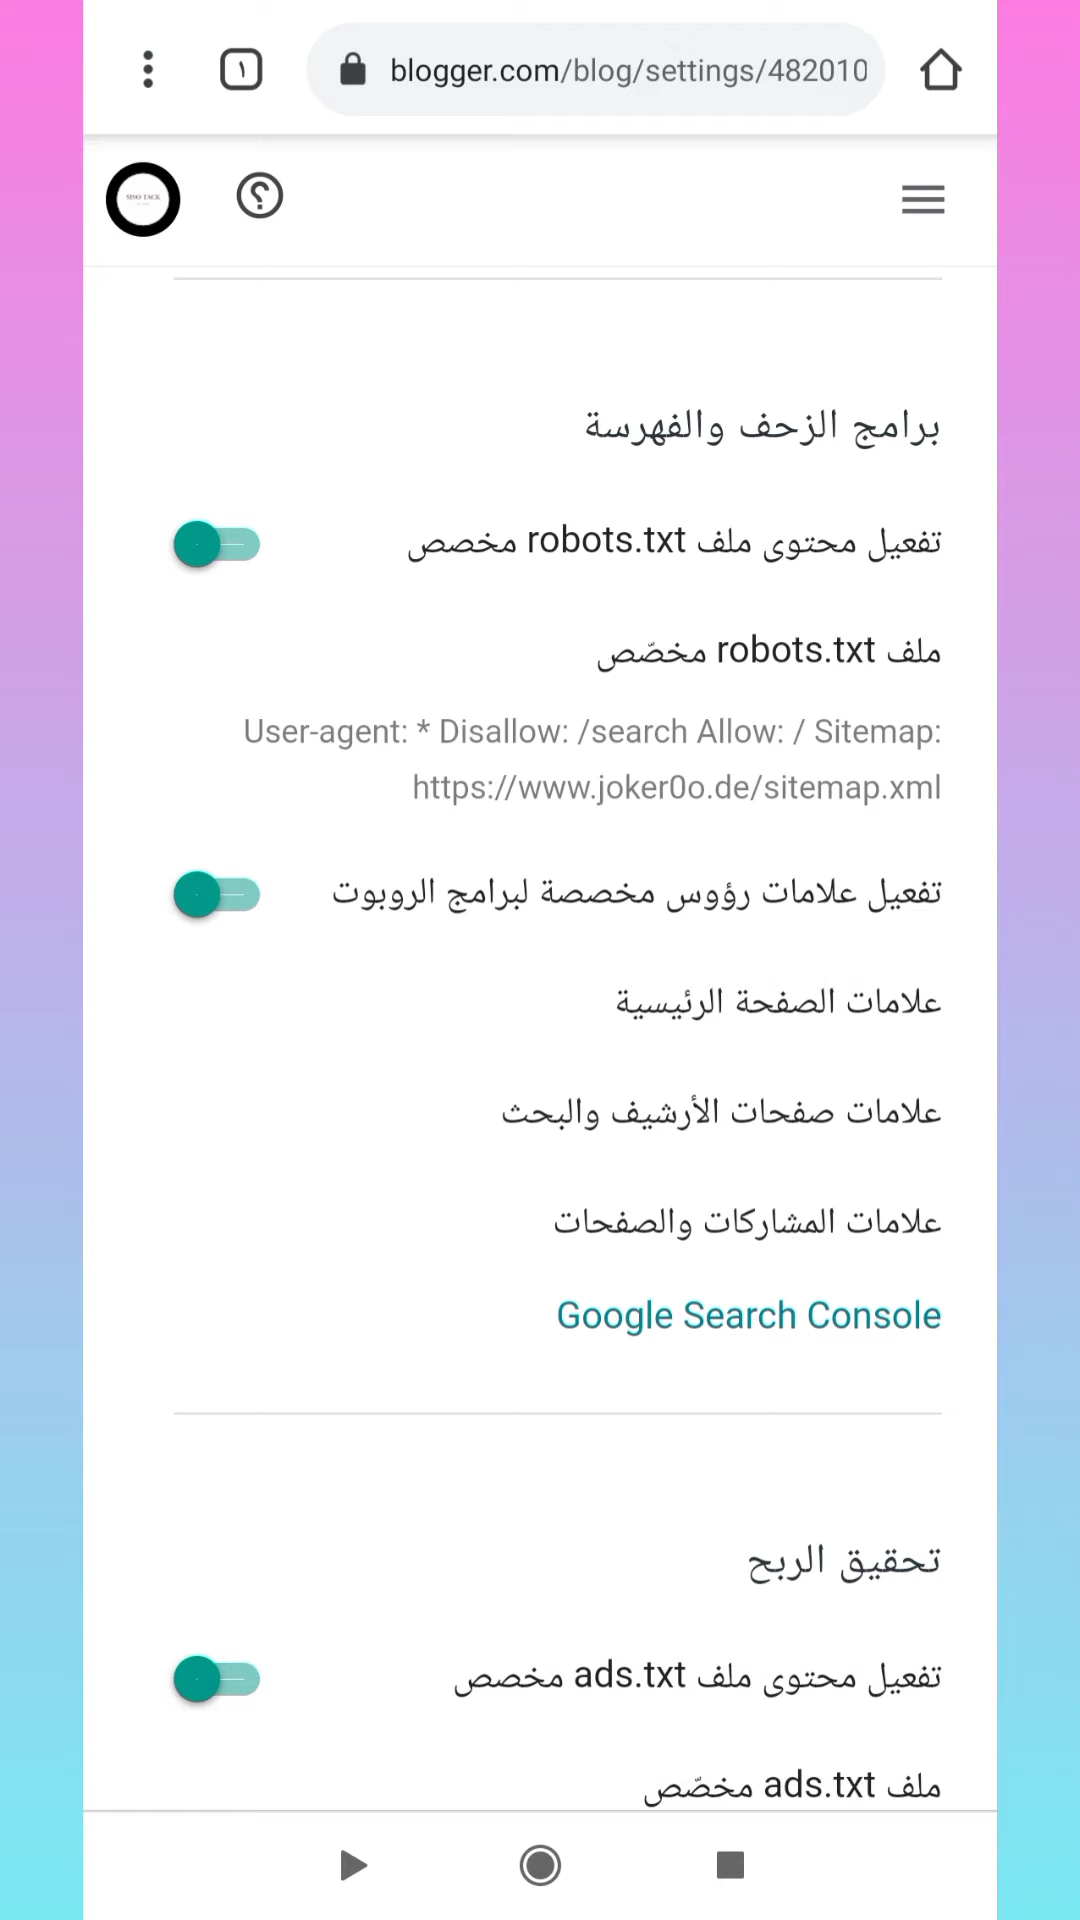 ١
blogger.com/blog/settings/482010
SISO TACK
برامج الزحف والفهرسة
تفعيل محتوى ملف robots.txt مخصص
ملف robots.txt مخصّص
User-agent: * Disallow: /search Allow: / Sitemap:
https://www.joker0o.de/sitemap.xml
تفعيل علامات رؤوس مخصصة لبرامج الروبوت
علامات الصفحة الرئيسية
علامات صفحات الأرشيف والبحث
علامات المشاركات والصفحات
Google Search Console
تحقيق الربح
تفعيل محتوى ملف ads.txt مخصص
ملف ads.txt مخصّص